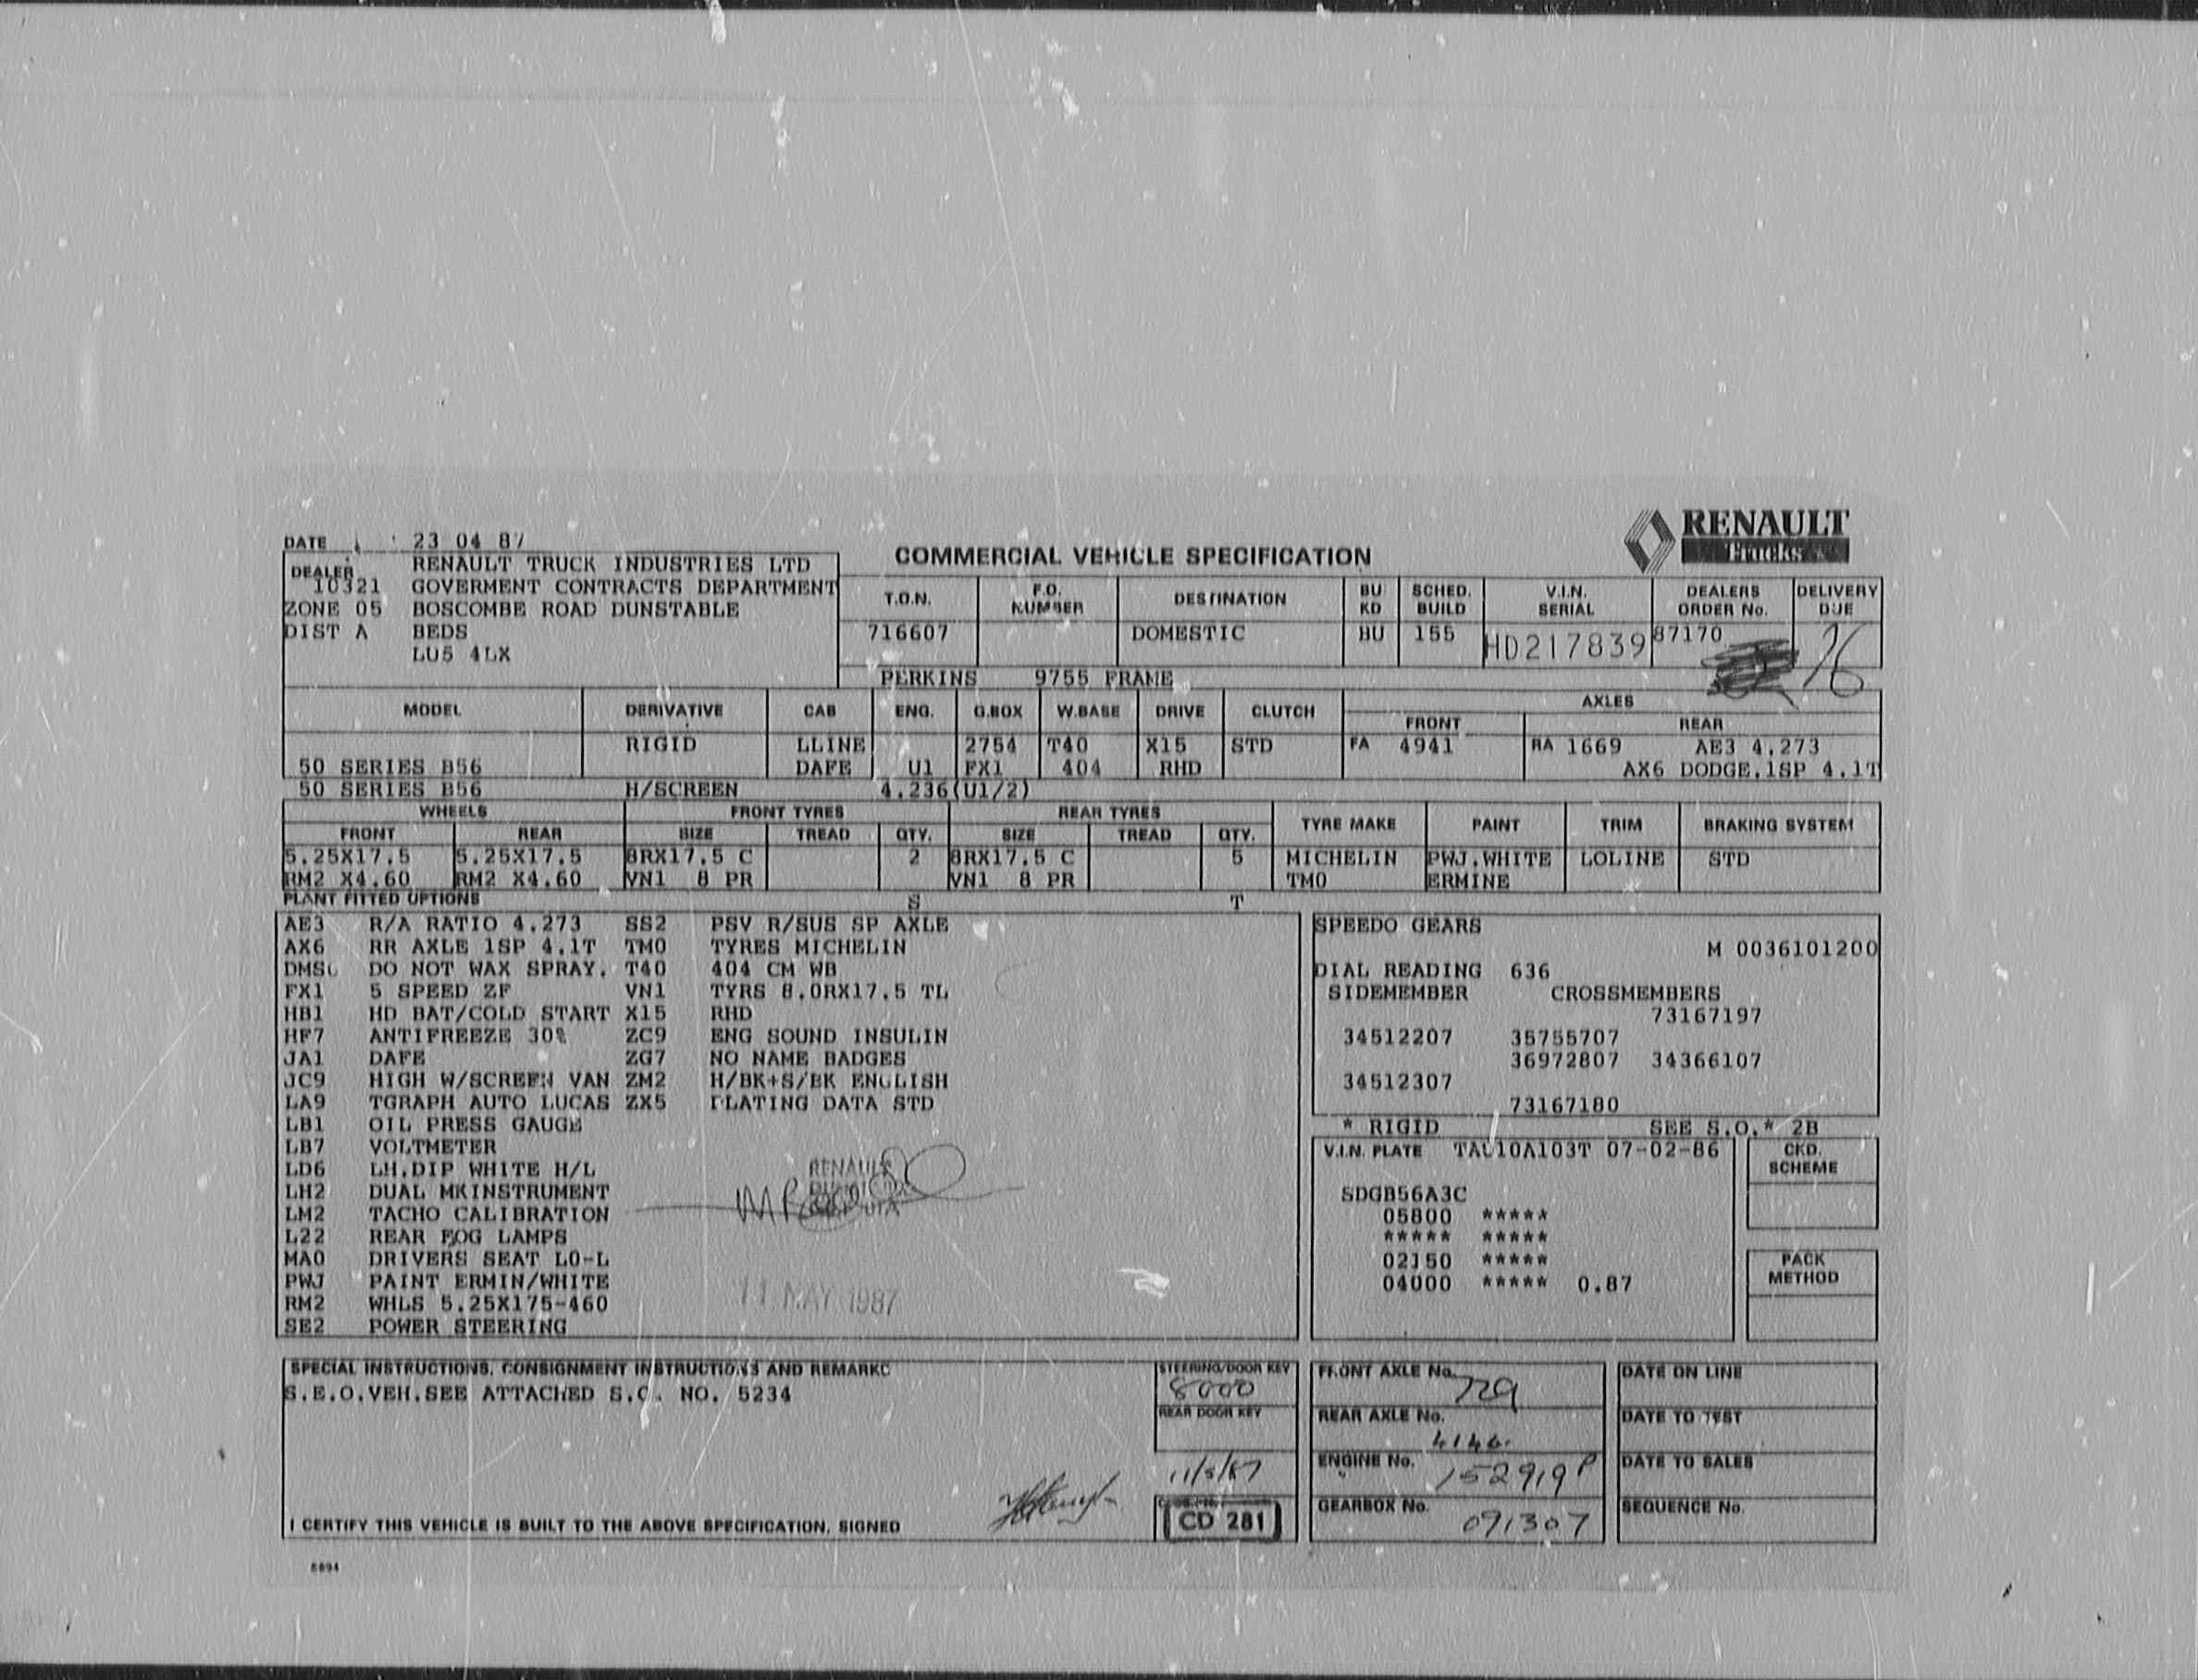 RENAULT
Trucks
DATE 23 04 87
DEALER RENAULT TRUCK INDUSTRIES LTD
10321 GOVERMENT CONTRACTS DEPARTMENT
ZONE 05 BOSCOMBE ROAD DUNSTABLE
DIST A BEDS
LU5 4LX
COMMERCIAL VEHICLE SPECIFICATION
T.O.N. F.O. NUMBER DESTINATION BU KD SCHED. BUILD V.I.N. SERIAL DEALERS ORDER No. DELIVERY DUE
716607 DOMESTIC BU 155 HD217839 87170 16
PERKINS 9755 FRAME
MODEL DERIVATIVE CAB ENG. G.BOX W.BASE DRIVE CLUTCH AXLES
FRONT REAR
RIGID LLINE 2754 T40 X15 STD FA 4941 RA 1669 AE3 4.273
50 SERIES B56 DAFE U1 FX1 404 RHD AX6 DODGE.1SP 4.1T
50 SERIES B56 H/SCREEN 4.236(U1/2)
WHEELS FRONT TYRES REAR TYRES TYRE MAKE PAINT TRIM BRAKING SYSTEM
FRONT REAR SIZE TREAD QTY. SIZE TREAD QTY.
5.25X17.5 5.25X17.5 8RX17.5 C 2 8RX17.5 C 5 MICHELIN PWJ.WHITE LOLINE STD
RM2 X4.60 RM2 X4.60 VN1 8 PR VN1 8 PR TM0 ERMINE
PLANT FITTED OPTIONS S T
AE3 R/A RATIO 4.273 SS2 PSV R/SUS SP AXLE
AX6 RR AXLE 1SP 4.1T TM0 TYRES MICHELIN
DMS DO NOT WAX SPRAY. T40 404 CM WB
FX1 5 SPEED ZF VN1 TYRS 8.0RX17.5 TL
HB1 HD BAT/COLD START X15 RHD
HF7 ANTIFREEZE 30% ZC9 ENG SOUND INSULIN
JA1 DAFE ZG7 NO NAME BADGES
JC9 HIGH W/SCREEN VAN ZM2 H/BK+S/BK ENGLISH
LA9 TGRAPH AUTO LUCAS ZX5 PLATING DATA STD
LB1 OIL PRESS GAUGE
LB7 VOLTMETER
LD6 LH.DIP WHITE H/L
LH2 DUAL MKINSTRUMENT
LM2 TACHO CALIBRATION
L22 REAR FOG LAMPS
MA0 DRIVERS SEAT LO-L
PWJ PAINT ERMIN/WHITE
RM2 WHLS 5.25X175-460
SE2 POWER STEERING
RENAULT
11 MAY 1987
SPEEDO GEARS
M 0036101200
DIAL READING 636
SIDEMEMBER CROSSMEMBERS
73167197
34512207 35755707
36972807 34366107
34512307
73167180
* RIGID SEE S.O.* 2B
V.I.N. PLATE TAU10A103T 07-02-86
SDGB56A3C
05800 *****
***** *****
02150 *****
04000 ***** 0.87
CKD. SCHEME
PACK METHOD
SPECIAL INSTRUCTIONS, CONSIGNMENT INSTRUCTIONS AND REMARKS
S.E.O.VEH.SEE ATTACHED S.O. NO. 5234
I CERTIFY THIS VEHICLE IS BUILT TO THE ABOVE SPECIFICATION, SIGNED
STEERING/DOOR KEY
8000
REAR DOOR KEY
11/5/87
CD 281
FRONT AXLE No. 729
REAR AXLE No.
4146.
ENGINE No. 152919P
GEARBOX No.
091307
DATE ON LINE
DATE TO TEST
DATE TO SALES
SEQUENCE No.
5894